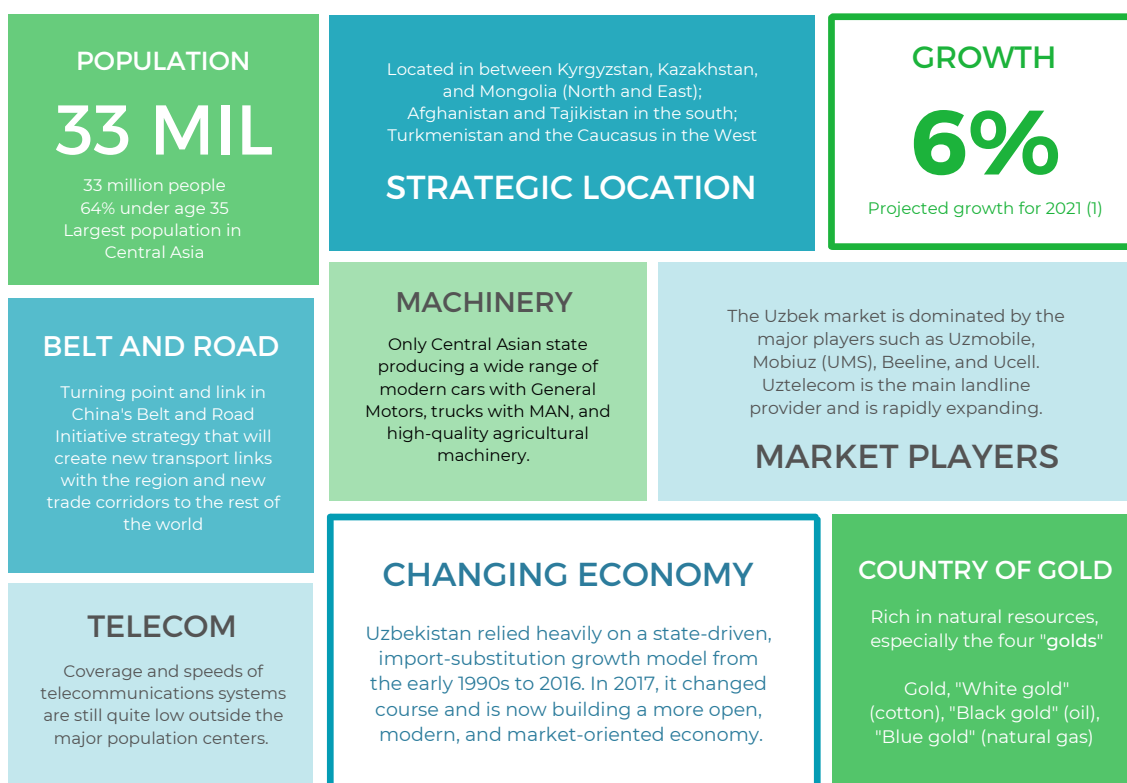 POPULATION
33 MIL
33 million people
64% under age 35
Largest population in
Central Asia
Located in between Kyrgyzstan, Kazakhstan,
and Mongolia (North and East);
Afghanistan and Tajikistan in the south;
Turkmenistan and the Caucasus in the West
STRATEGIC LOCATION
GROWTH
6%
Projected growth for 2021 (1)
BELT AND ROAD
Turning point and link in
China's Belt and Road
Initiative strategy that will
create new transport links
with the region and new
trade corridors to the rest of
the world
MACHINERY
Only Central Asian state
producing a wide range of
modern cars with General
Motors, trucks with MAN, and
high-quality agricultural
machinery.
The Uzbek market is dominated by the
major players such as Uzmobile,
Mobiuz (UMS), Beeline, and Ucell.
Uztelecom is the main landline
provider and is rapidly expanding.
MARKET PLAYERS
TELECOM
Coverage and speeds of
telecommunications systems
are still quite low outside the
major population centers.
CHANGING ECONOMY
Uzbekistan relied heavily on a state-driven,
import-substitution growth model from
the early 1990s to 2016. In 2017, it changed
course and is now building a more open,
modern, and market-oriented economy.
COUNTRY OF GOLD
Rich in natural resources,
especially the four "golds"
Gold, "White gold"
(cotton), "Black gold" (oil),
"Blue gold" (natural gas)